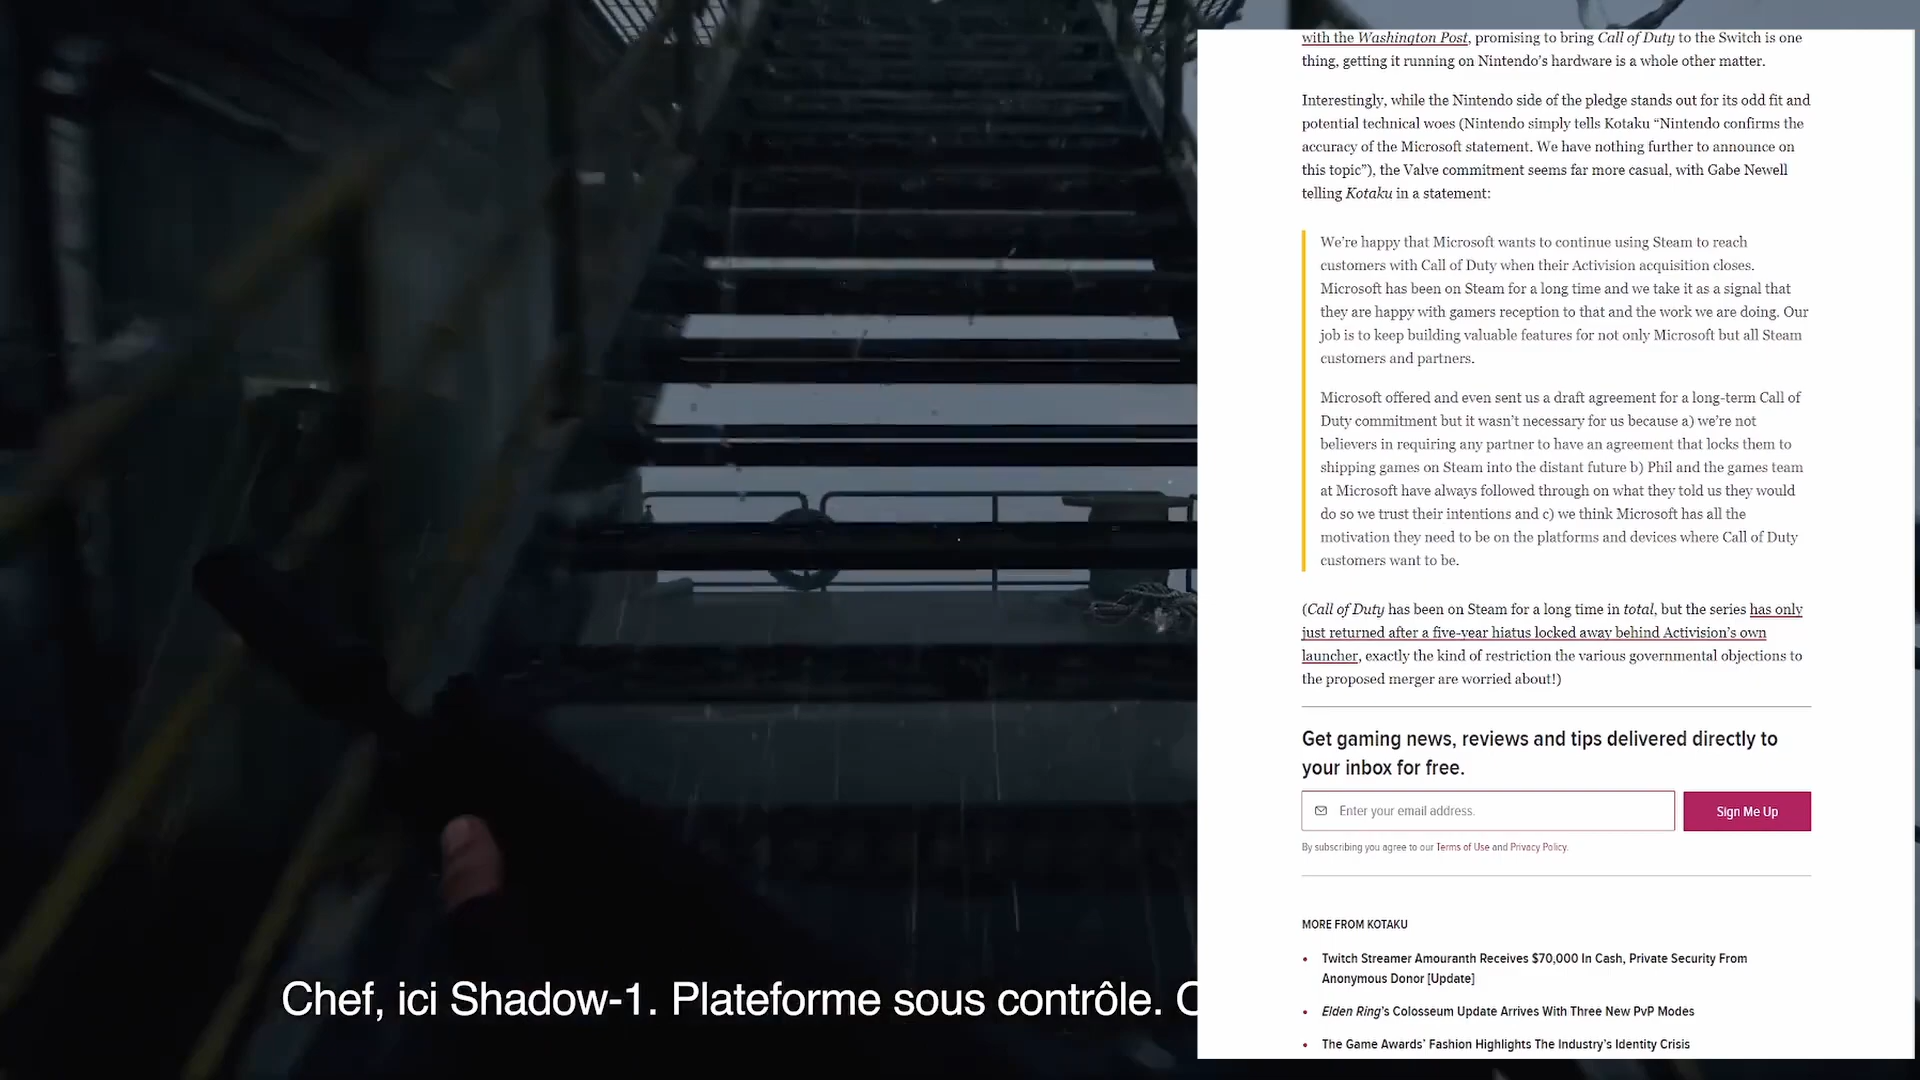 with the Washington Post, promising to bring Call of Duty to the Switch is one
thing, getting it running on Nintendo’s hardware is a whole other matter.
Interestingly, while the Nintendo side of the pledge stands out for its odd fit and
potential technical woes (Nintendo simply tells Kotaku “Nintendo confirms the
accuracy of the Microsoft statement. We have nothing further to announce on
this topic”), the Valve commitment seems far more casual, with Gabe Newell
telling Kotaku in a statement:
We’re happy that Microsoft wants to continue using Steam to reach
customers with Call of Duty when their Activision acquisition closes.
Microsoft has been on Steam for a long time and we take it as a signal that
they are happy with gamers reception to that and the work we are doing. Our
job is to keep building valuable features for not only Microsoft but all Steam
customers and partners.
Microsoft offered and even sent us a draft agreement for a long-term Call of
Duty commitment but it wasn’t necessary for us because a) we’re not
believers in requiring any partner to have an agreement that locks them to
shipping games on Steam into the distant future b) Phil and the games team
at Microsoft have always followed through on what they told us they would
do so we trust their intentions and c) we think Microsoft has all the
motivation they need to be on the platforms and devices where Call of Duty
customers want to be.
(Call of Duty has been on Steam for a long time in total, but the series has only
just returned after a five-year hiatus locked away behind Activision’s own
launcher, exactly the kind of restriction the various governmental objections to
the proposed merger are worried about!)
Get gaming news, reviews and tips delivered directly to
your inbox for free.
Enter your email address.
Sign Me Up
By subscribing you agree to our Terms of Use and Privacy Policy.
MORE FROM KOTAKU
• Twitch Streamer Amouranth Receives $70,000 In Cash, Private Security From
Anonymous Donor [Update]
• Elden Ring’s Colosseum Update Arrives With Three New PvP Modes
• The Game Awards’ Fashion Highlights The Industry’s Identity Crisis
Chef, ici Shadow-1. Plateforme sous contrôle.